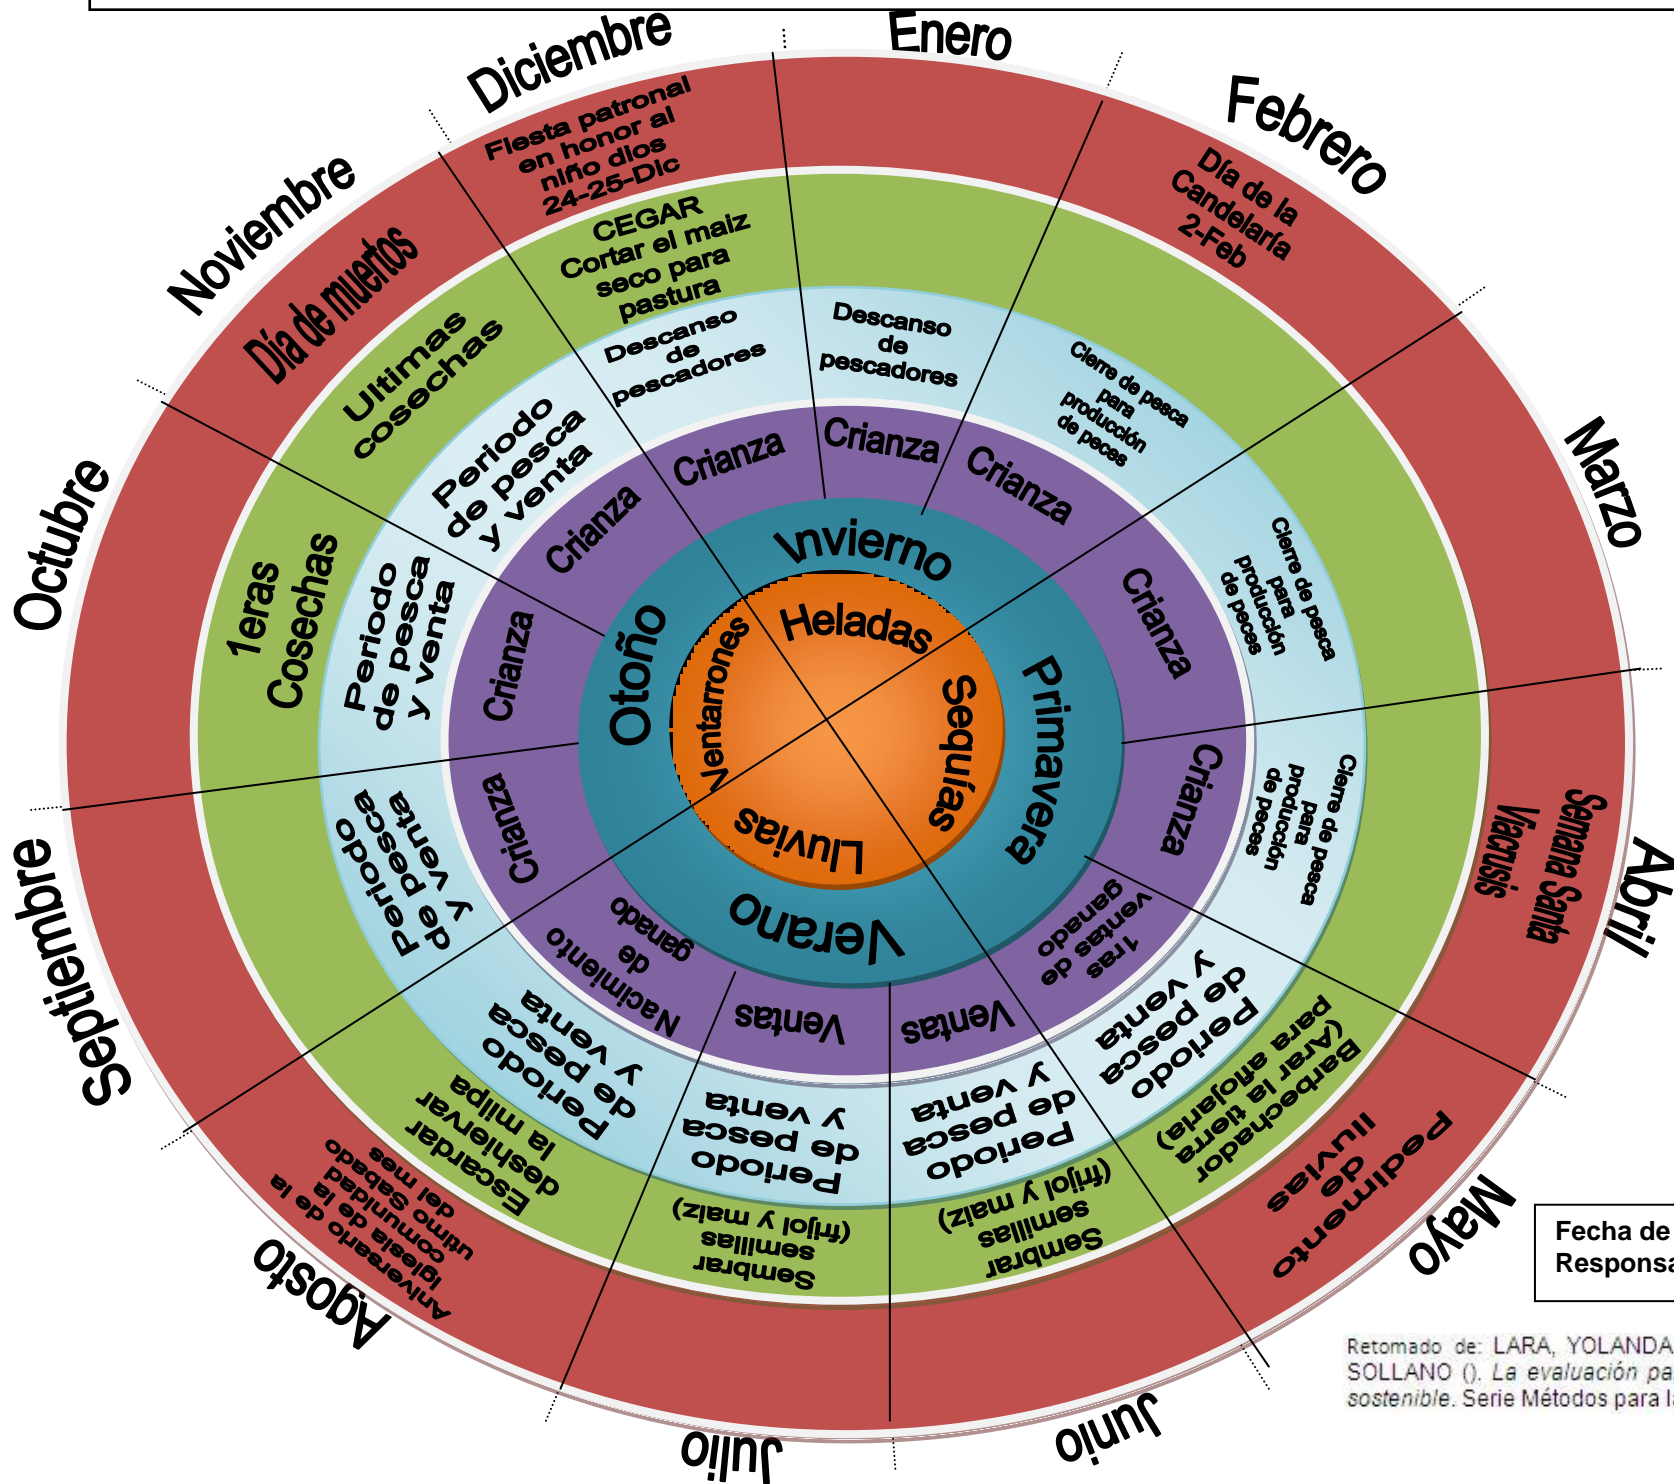 Enero
Febrero
Marzo
Abril
Mayo
Junio
Julio
Agosto
Septiembre
Octubre
Noviembre
Diciembre
Día de la
Candelaría
2-Feb
Semana Santa
Viacrusis
Pedimento
de
lluvias
Aniversario de la
Iglesia de la
comunidad
utimo Sabado
del mes
Día de muertos
Fiesta patronal
en honor al
niño dios
24-25-Dic
Barbechador
(Arar la tierra
para aflojarla)
Sembrar
semillas
(frijol y maiz)
Sembrar
semillas
(frijol y maiz)
Escardar
deshiervar
la milpa
1eras
Cosechas
Ultimas
cosechas
CEGAR
Cortar el maiz
seco para
pastura
Descanso
de
pescadores
Cierre de pesca
para
producción
de peces
Cierre de pesca
para
producción
de peces
Cierre de pesca
para
producción
de peces
Periodo
de pesca
y venta
Periodo
de pesca
y venta
Periodo
de pesca
y venta
Periodo
de pesca
y venta
Periodo
de pesca
y venta
Periodo
de pesca
y venta
Periodo
de pesca
y venta
Descanso
de
pescadores
Crianza
Crianza
Crianza
Crianza
1ras
ventas de
ganado
Ventas
Ventas
Nacimiento
de
ganado
Crianza
Crianza
Crianza
Crianza
Invierno
Primavera
Verano
Otoño
Heladas
Sequías
Lluvias
Ventarrones
Fecha de
Responsa
Retomado de: LARA, YOLANDA
SOLLANO (). La evaluación pa
sostenible. Serie Métodos para la